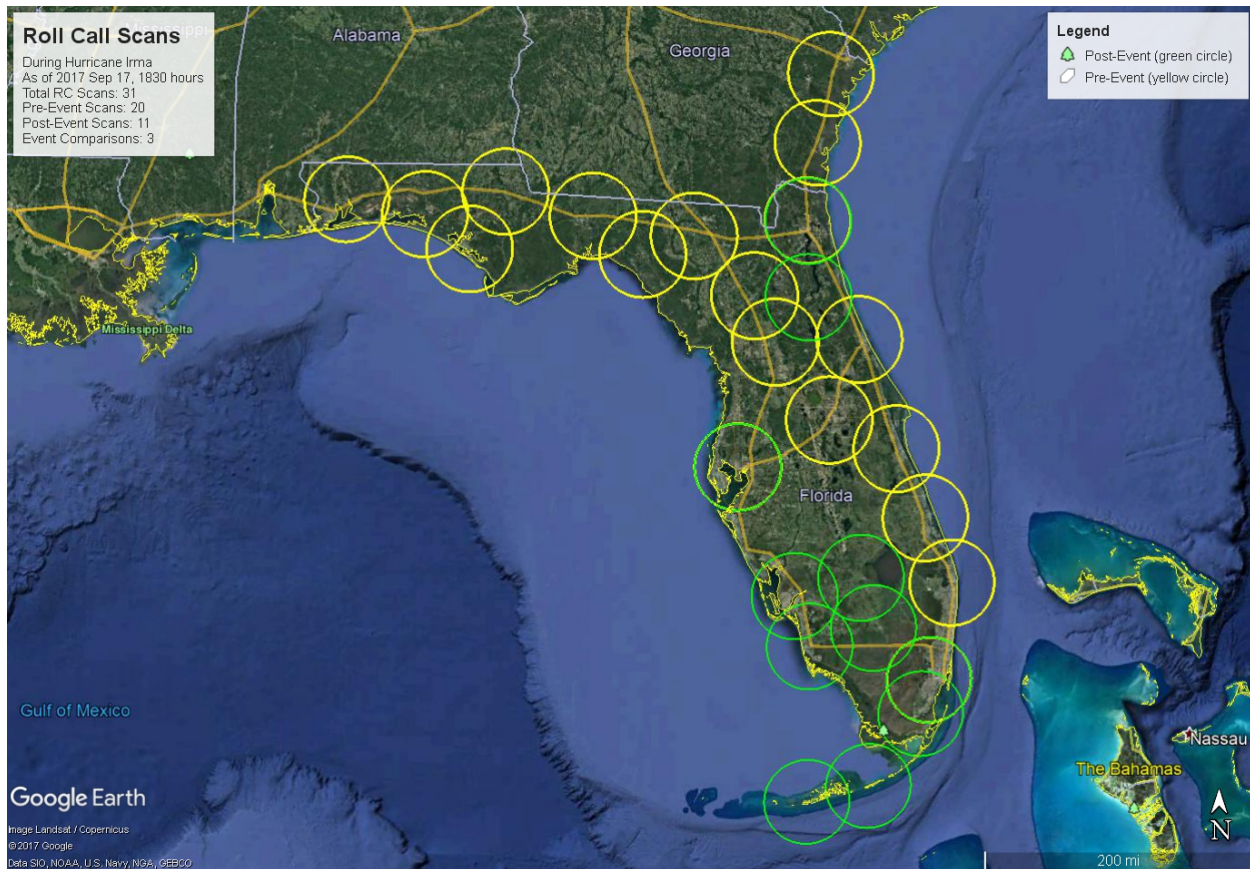 Roll Call Scans
During Hurricane Irma
As of 2017 Sep 17, 1830 hours
Total RC Scans: 31
Pre-Event Scans: 20
Post-Event Scans: 11
Event Comparisons: 3
Mississippi
Alabama
Georgia
Legend
Post-Event (green circle)
Pre-Event (yellow circle)
Mississippi Delta
Florida
Gulf of Mexico
Nassau
The Bahamas
Google Earth
N
Image Landsat / Copernicus
©2017 Google
Data SIO, NOAA, U.S. Navy, NGA, GEBCO
200 mi